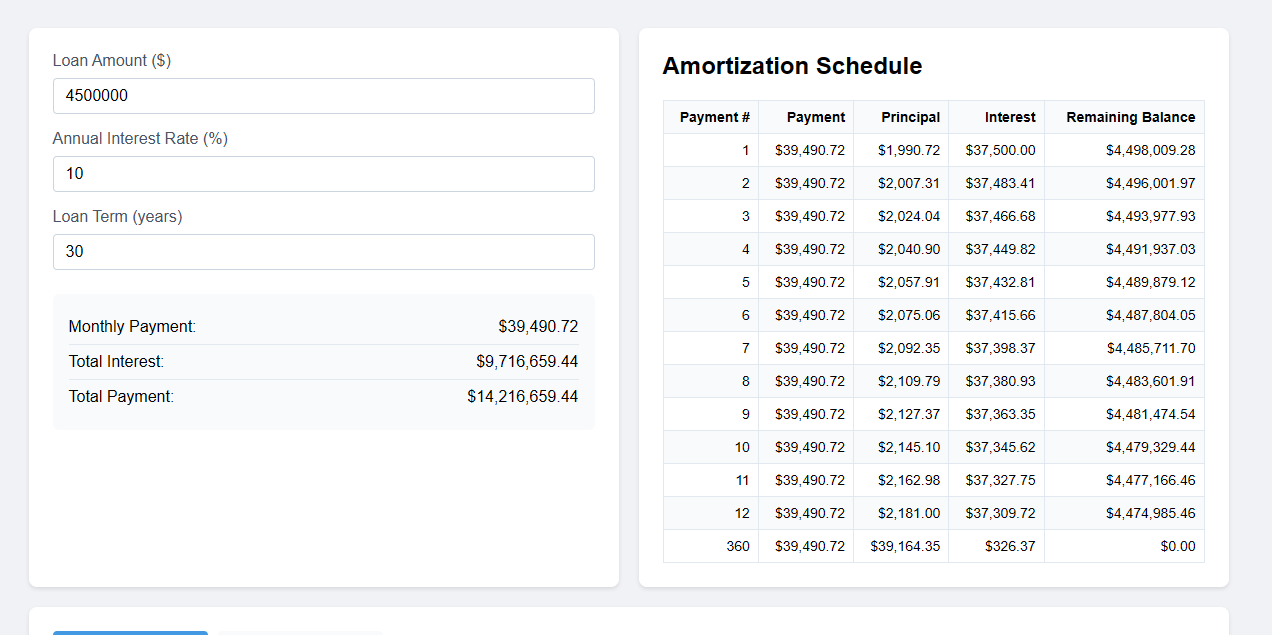 Loan Amount ($)
4500000
Annual Interest Rate (%)
10
Loan Term (years)
30
Monthly Payment: $39,490.72
Total Interest: $9,716,659.44
Total Payment: $14,216,659.44
Amortization Schedule
Payment # Payment Principal Interest Remaining Balance
1 $39,490.72 $1,990.72 $37,500.00 $4,498,009.28
2 $39,490.72 $2,007.31 $37,483.41 $4,496,001.97
3 $39,490.72 $2,024.04 $37,466.68 $4,493,977.93
4 $39,490.72 $2,040.90 $37,449.82 $4,491,937.03
5 $39,490.72 $2,057.91 $37,432.81 $4,489,879.12
6 $39,490.72 $2,075.06 $37,415.66 $4,487,804.05
7 $39,490.72 $2,092.35 $37,398.37 $4,485,711.70
8 $39,490.72 $2,109.79 $37,380.93 $4,483,601.91
9 $39,490.72 $2,127.37 $37,363.35 $4,481,474.54
10 $39,490.72 $2,145.10 $37,345.62 $4,479,329.44
11 $39,490.72 $2,162.98 $37,327.75 $4,477,166.46
12 $39,490.72 $2,181.00 $37,309.72 $4,474,985.46
360 $39,490.72 $39,164.35 $326.37 $0.00